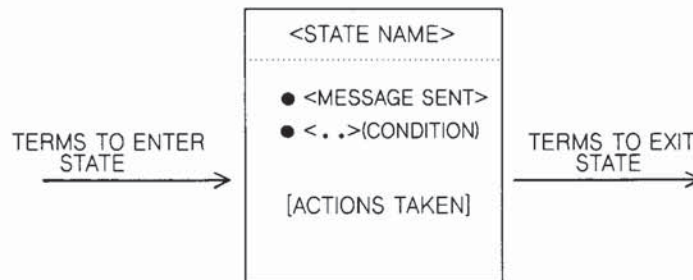 <STATE NAME>
● <MESSAGE SENT>
● <..>(CONDITION)
TERMS TO ENTER
STATE
[ACTIONS TAKEN]
TERMS TO EXIT
STATE